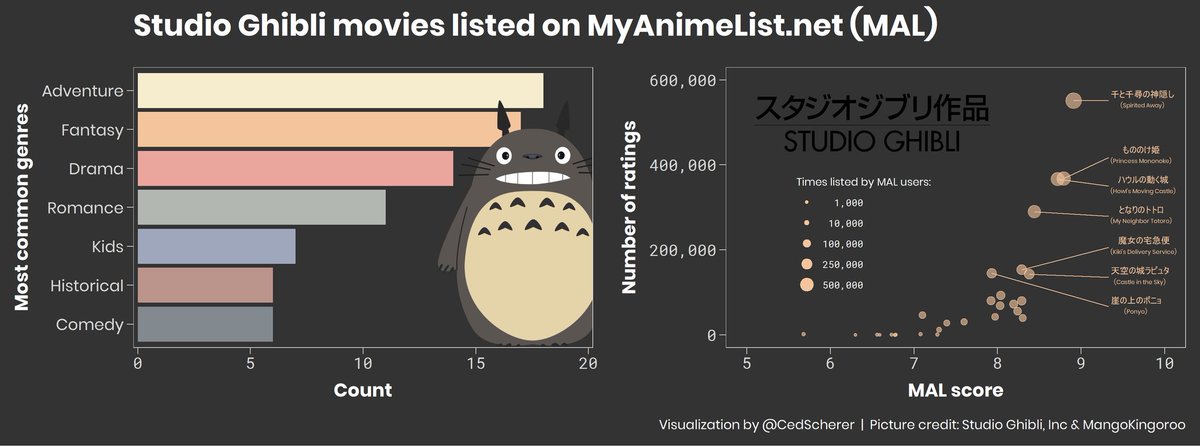 Studio Ghibli movies listed on MyAnimeList.net (MAL)
Most common genres
Adventure
Fantasy
Drama
Romance
Kids
Historical
Comedy
0 5 10 15 20
Count
Number of ratings
600,000
400,000
200,000
0
スタジオジブリ作品
STUDIO GHIBLI
Times listed by MAL users:
1,000
10,000
100,000
250,000
500,000
千と千尋の神隠し
(Spirited Away)
もののけ姫
(Princess Mononoke)
ハウルの動く城
(Howl's Moving Castle)
となりのトトロ
(My Neighbor Totoro)
魔女の宅急便
(Kiki's Delivery Service)
天空の城ラピュタ
(Castle in the Sky)
崖の上のポニョ
(Ponyo)
5 6 7 8 9 10
MAL score
Visualization by @CedScherer | Picture credit: Studio Ghibli, Inc & MangoKingoroo